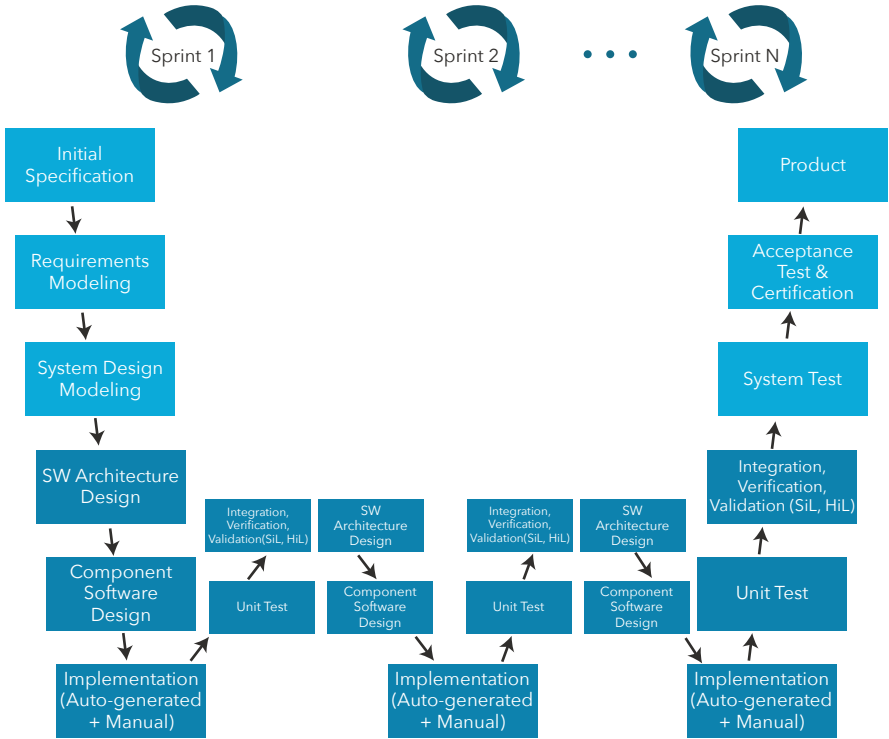 Sprint 1
Sprint 2
Sprint N
Initial
Specification
Requirements
Modeling
System Design
Modeling
SW Architecture
Design
Component
Software
Design
Implementation
(Auto-generated
+ Manual)
Unit Test
Integration,
Verification,
Validation(SiL, HiL)
SW
Architecture
Design
Component
Software
Design
Implementation
(Auto-generated
+ Manual)
Unit Test
Integration,
Verification,
Validation(SiL, HiL)
SW
Architecture
Design
Component
Software
Design
Implementation
(Auto-generated
+ Manual)
Unit Test
Integration,
Verification,
Validation (SiL, HiL)
System Test
Acceptance
Test &
Certification
Product